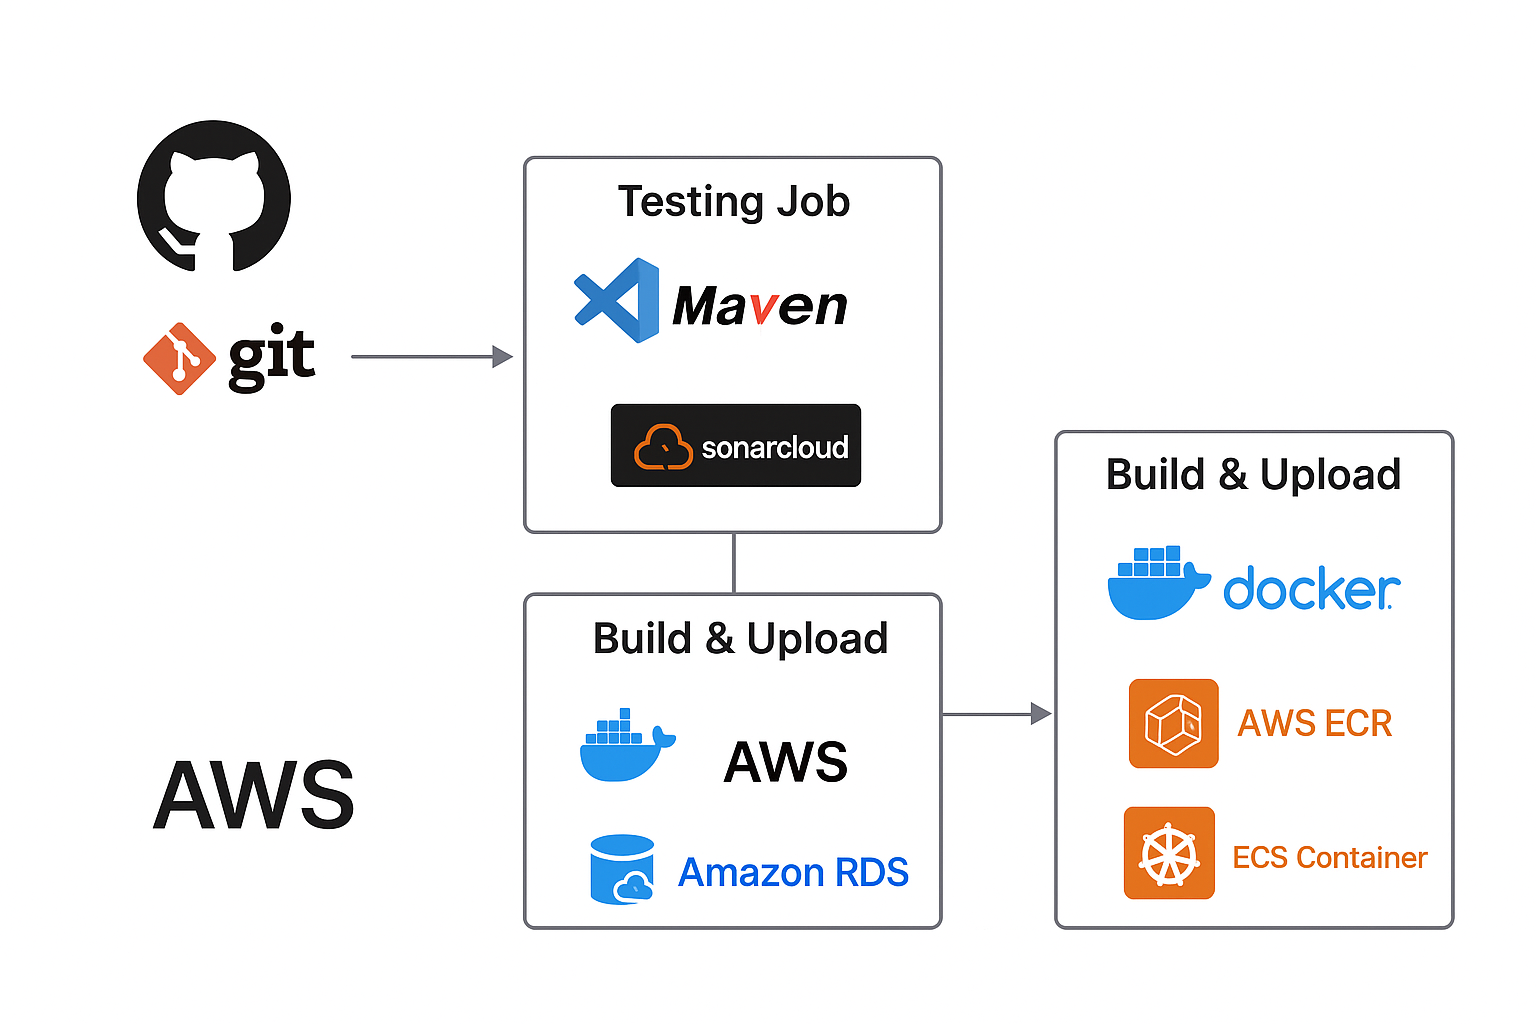 git
Testing Job
Maven
sonarcloud
Build & Upload
AWS
Amazon RDS
AWS
Build & Upload
docker
AWS ECR
ECS Container